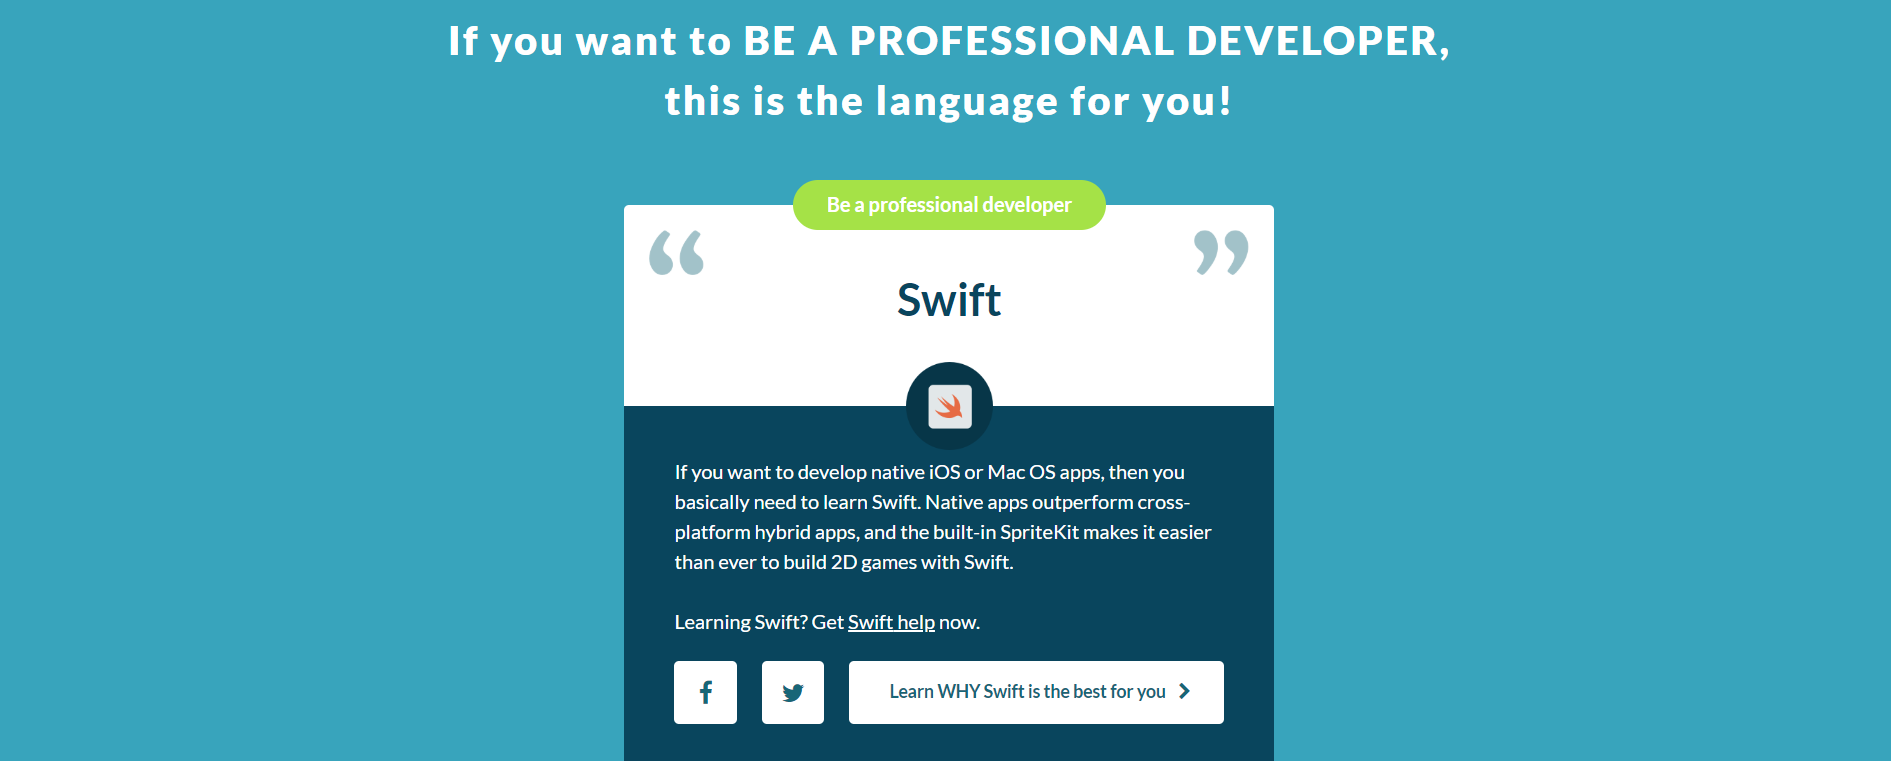 If you want to BE A PROFESSIONAL DEVELOPER,
this is the language for you!
Be a professional developer
“ ”
Swift
If you want to develop native iOS or Mac OS apps, then you
basically need to learn Swift. Native apps outperform cross-
platform hybrid apps, and the built-in SpriteKit makes it easier
than ever to build 2D games with Swift.
Learning Swift? Get Swift help now.
Learn WHY Swift is the best for you